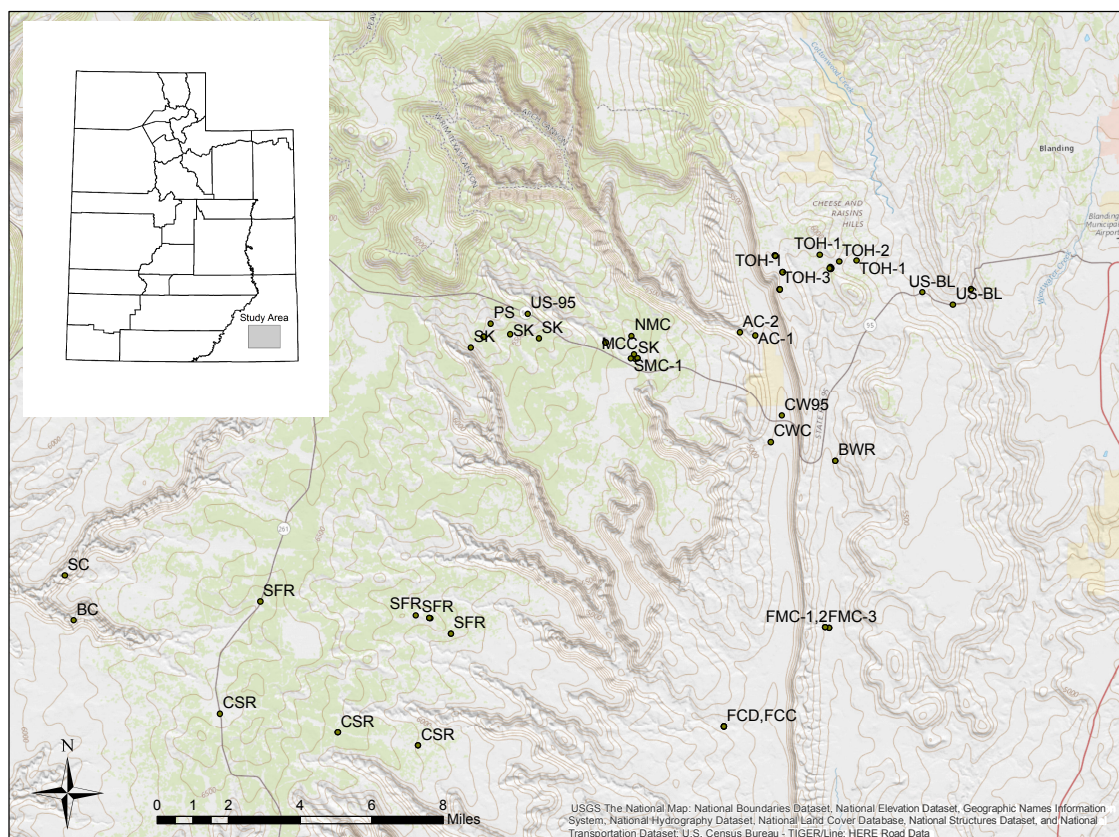 Study Area
Blanding
CHEESE AND
RAISINS
HILLS
Blanding
Municipal
Airport
TOH-1
TOH-1
TOH-2
TOH-1
TOH-3
US-BL
US-BL
US-95
PS
SK
SK
SK
NMC
MCC
SK
SMC-1
AC-2
AC-1
95
CW95
CWC
BWR
261
SC
BC
SFR
SFR
SFR
SFR
FMC-1,2
FMC-3
CSR
CSR
CSR
FCD,FCC
N
0 1 2 4 6 8
Miles
USGS The National Map: National Boundaries Dataset, National Elevation Dataset, Geographic Names Information
System, National Hydrography Dataset, National Land Cover Database, National Structures Dataset, and National
Transportation Dataset; U.S. Census Bureau - TIGER/Line; HERE Road Data